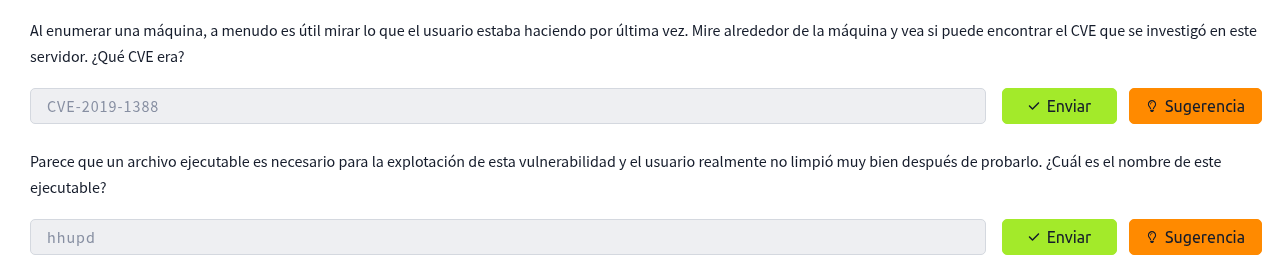 Al enumerar una máquina, a menudo es útil mirar lo que el usuario estaba haciendo por última vez. Mire alrededor de la máquina y vea si puede encontrar el CVE que se investigó en este
servidor. ¿Qué CVE era?
CVE-2019-1388
Enviar
Sugerencia
Parece que un archivo ejecutable es necesario para la explotación de esta vulnerabilidad y el usuario realmente no limpió muy bien después de probarlo. ¿Cuál es el nombre de este
ejecutable?
hhupd
Enviar
Sugerencia